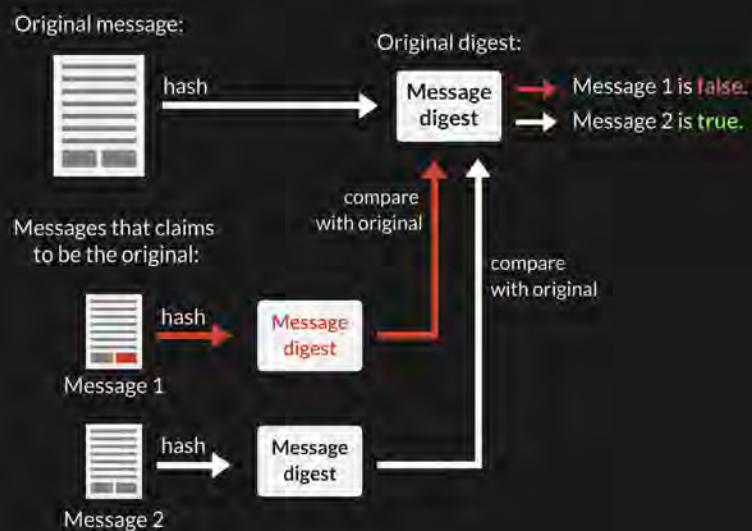 Original message:
Original digest:
hash
Message
digest
Message 1 is false.
Message 2 is true.
compare
with original
Messages that claims
to be the original:
compare
with original
hash
Message
digest
Message 1
hash
Message
digest
Message 2